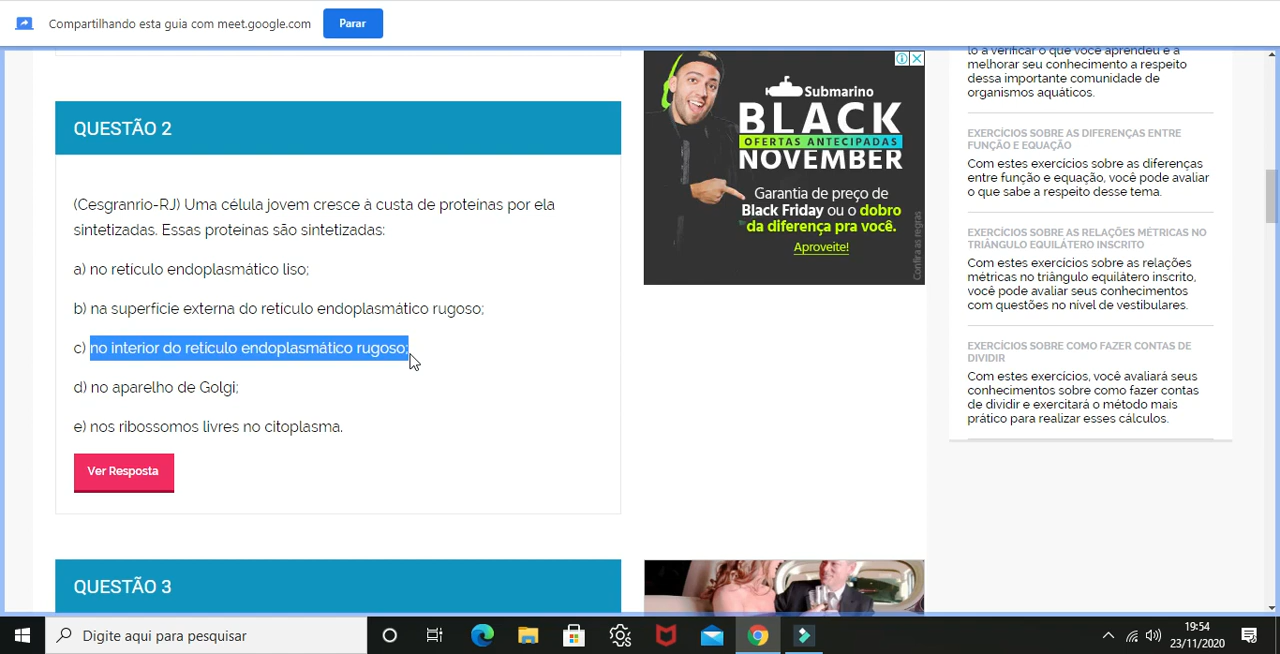 Compartilhando esta guia com meet.google.com
Parar
QUESTÃO 2
(Cesgranrio-RJ) Uma célula jovem cresce à custa de proteínas por ela
sintetizadas. Essas proteínas são sintetizadas:
a) no retículo endoplasmático liso;
b) na superfície externa do retículo endoplasmático rugoso;
c) no interior do retículo endoplasmático rugoso;
d) no aparelho de Golgi;
e) nos ribossomos livres no citoplasma.
Ver Resposta
QUESTÃO 3
Submarino
BLACK
OFERTAS ANTECIPADAS
NOVEMBER
Garantia de preço de
Black Friday ou o dobro
da diferença pra você.
Aproveite!
Confira as regras
lo a verificar o que você aprendeu e a
melhorar seu conhecimento a respeito
dessa importante comunidade de
organismos aquáticos.
EXERCÍCIOS SOBRE AS DIFERENÇAS ENTRE
FUNÇÃO E EQUAÇÃO
Com estes exercícios sobre as diferenças
entre função e equação, você pode avaliar
o que sabe a respeito desse tema.
EXERCÍCIOS SOBRE AS RELAÇÕES MÉTRICAS NO
TRIÂNGULO EQUILÁTERO INSCRITO
Com estes exercícios sobre as relações
métricas no triângulo equilátero inscrito,
você pode avaliar seus conhecimentos
com questões no nível de vestibulares.
EXERCÍCIOS SOBRE COMO FAZER CONTAS DE
DIVIDIR
Com estes exercícios, você avaliará seus
conhecimentos sobre como fazer contas
de dividir e exercitará o método mais
prático para realizar esses cálculos.
Digite aqui para pesquisar
19:54
23/11/2020